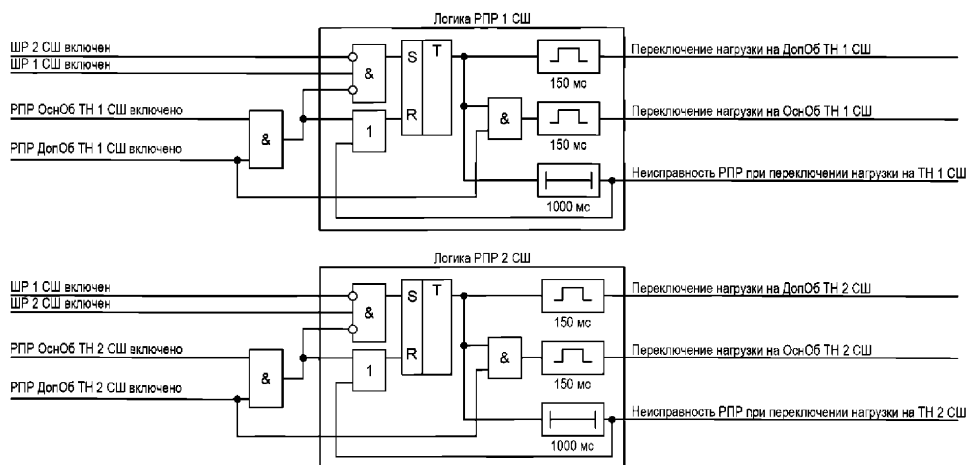 Логика РПР 1 СШ
ШР 2 СШ включен
ШР 1 СШ включен
S
T
Переключение нагрузки на ДопОб ТН 1 СШ
&
150 мс
РПР ОснОб ТН 1 СШ включено
&
1
R
&
Переключение нагрузки на ОснОб ТН 1 СШ
150 мс
РПР ДопОб ТН 1 СШ включено
Неисправность РПР при переключении нагрузки на ТН 1 СШ
1000 мс
Логика РПР 2 СШ
ШР 1 СШ включен
ШР 2 СШ включен
S
T
Переключение нагрузки на ДопОб ТН 2 СШ
&
150 мс
РПР ОснОб ТН 2 СШ включено
&
1
R
&
Переключение нагрузки на ОснОб ТН 2 СШ
150 мс
РПР ДопОб ТН 2 СШ включено
Неисправность РПР при переключении нагрузки на ТН 2 СШ
1000 мс